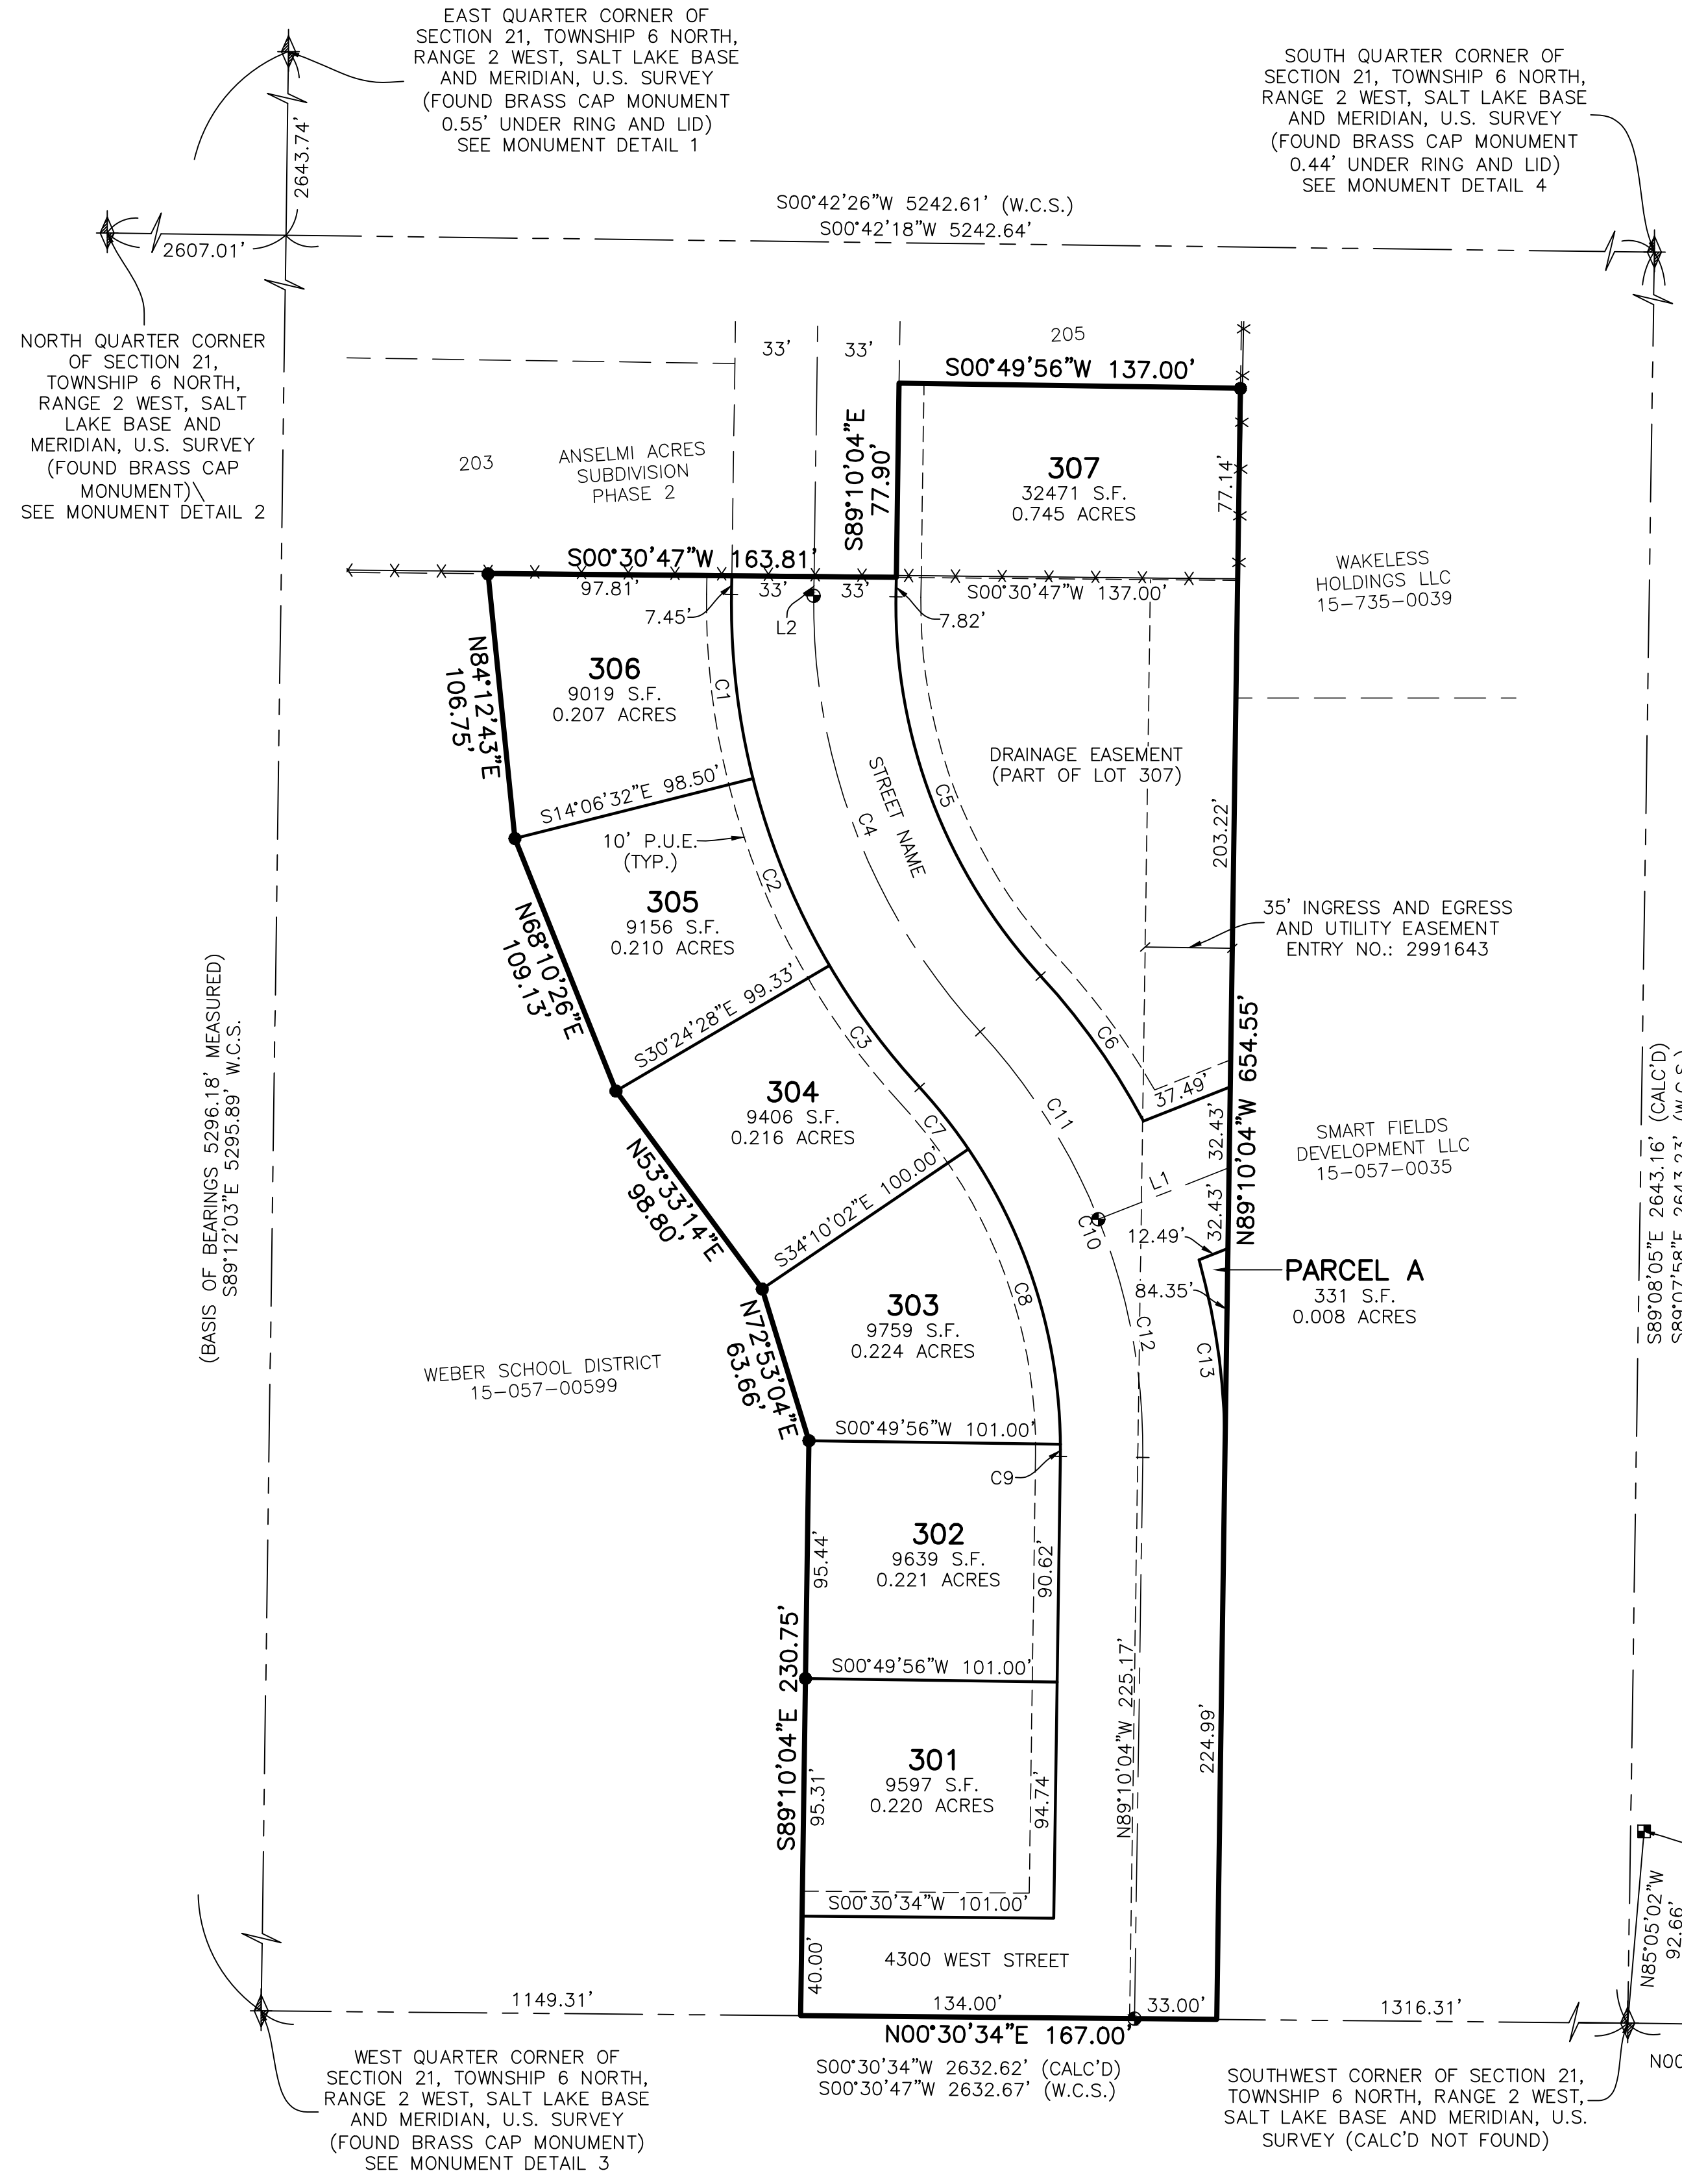 EAST QUARTER CORNER OF
SECTION 21, TOWNSHIP 6 NORTH,
RANGE 2 WEST, SALT LAKE BASE
AND MERIDIAN, U.S. SURVEY
(FOUND BRASS CAP MONUMENT
0.55' UNDER RING AND LID)
SEE MONUMENT DETAIL 1
SOUTH QUARTER CORNER OF
SECTION 21, TOWNSHIP 6 NORTH,
RANGE 2 WEST, SALT LAKE BASE
AND MERIDIAN, U.S. SURVEY
(FOUND BRASS CAP MONUMENT
0.44' UNDER RING AND LID)
SEE MONUMENT DETAIL 4
2643.74'
S00°42'26"W 5242.61' (W.C.S.)
S00°42'18"W 5242.64'
2607.01'
NORTH QUARTER CORNER
OF SECTION 21,
TOWNSHIP 6 NORTH,
RANGE 2 WEST, SALT
LAKE BASE AND
MERIDIAN, U.S. SURVEY
(FOUND BRASS CAP
MONUMENT)\
SEE MONUMENT DETAIL 2
33'
33'
205
S00°49'56"W 137.00'
203
ANSELMI ACRES
SUBDIVISION
PHASE 2
S89°10'04"E
77.90'
307
32471 S.F.
0.745 ACRES
77.14'
WAKELESS
HOLDINGS LLC
15-735-0039
S00°30'47"W 163.81'
97.81'
33'
33'
S00°30'47"W 137.00'
7.45'
L2
7.82'
N84°12'43"E
106.75'
306
9019 S.F.
0.207 ACRES
C1
DRAINAGE EASEMENT
(PART OF LOT 307)
STREET NAME
C5
C4
S14°06'32"E 98.50'
10' P.U.E.
(TYP.)
C2
203.22'
305
9156 S.F.
0.210 ACRES
N68°10'26"E
109.13'
35' INGRESS AND EGRESS
AND UTILITY EASEMENT
ENTRY NO.: 2991643
S30°24'28"E 99.33'
C3
C6
304
9406 S.F.
0.216 ACRES
C7
C11
37.49'
32.43'
N89°10'04"W 654.55'
SMART FIELDS
DEVELOPMENT LLC
15-057-0035
N53°33'14"E
98.80'
S34°10'02"E 100.00'
L1
32.43'
C10
12.49'
PARCEL A
331 S.F.
0.008 ACRES
84.35'
C8
C12
C13
303
9759 S.F.
0.224 ACRES
N72°53'04"E
63.66'
WEBER SCHOOL DISTRICT
15-057-00599
(BASIS OF BEARINGS 5296.18' MEASURED)
S89°12'03"E 5295.89' W.C.S.
S89°08'05"E 2643.16' (CALC'D)
S89°07'58"E 2643.23' (W.C.S.)
S00°49'56"W 101.00'
C9
302
9639 S.F.
0.221 ACRES
95.44'
90.62'
S89°10'04"E 230.75'
S00°49'56"W 101.00'
N89°10'04"W 225.17'
301
9597 S.F.
0.220 ACRES
95.31'
94.74'
224.99'
S00°30'34"W 101.00'
40.00'
4300 WEST STREET
N85°05'02"W
92.66'
1149.31'
134.00'
33.00'
1316.31'
N00°30'34"E 167.00'
S00°30'34"W 2632.62' (CALC'D)
S00°30'47"W 2632.67' (W.C.S.)
WEST QUARTER CORNER OF
SECTION 21, TOWNSHIP 6 NORTH,
RANGE 2 WEST, SALT LAKE BASE
AND MERIDIAN, U.S. SURVEY
(FOUND BRASS CAP MONUMENT)
SEE MONUMENT DETAIL 3
SOUTHWEST CORNER OF SECTION 21,
TOWNSHIP 6 NORTH, RANGE 2 WEST,
SALT LAKE BASE AND MERIDIAN, U.S.
SURVEY (CALC'D NOT FOUND)